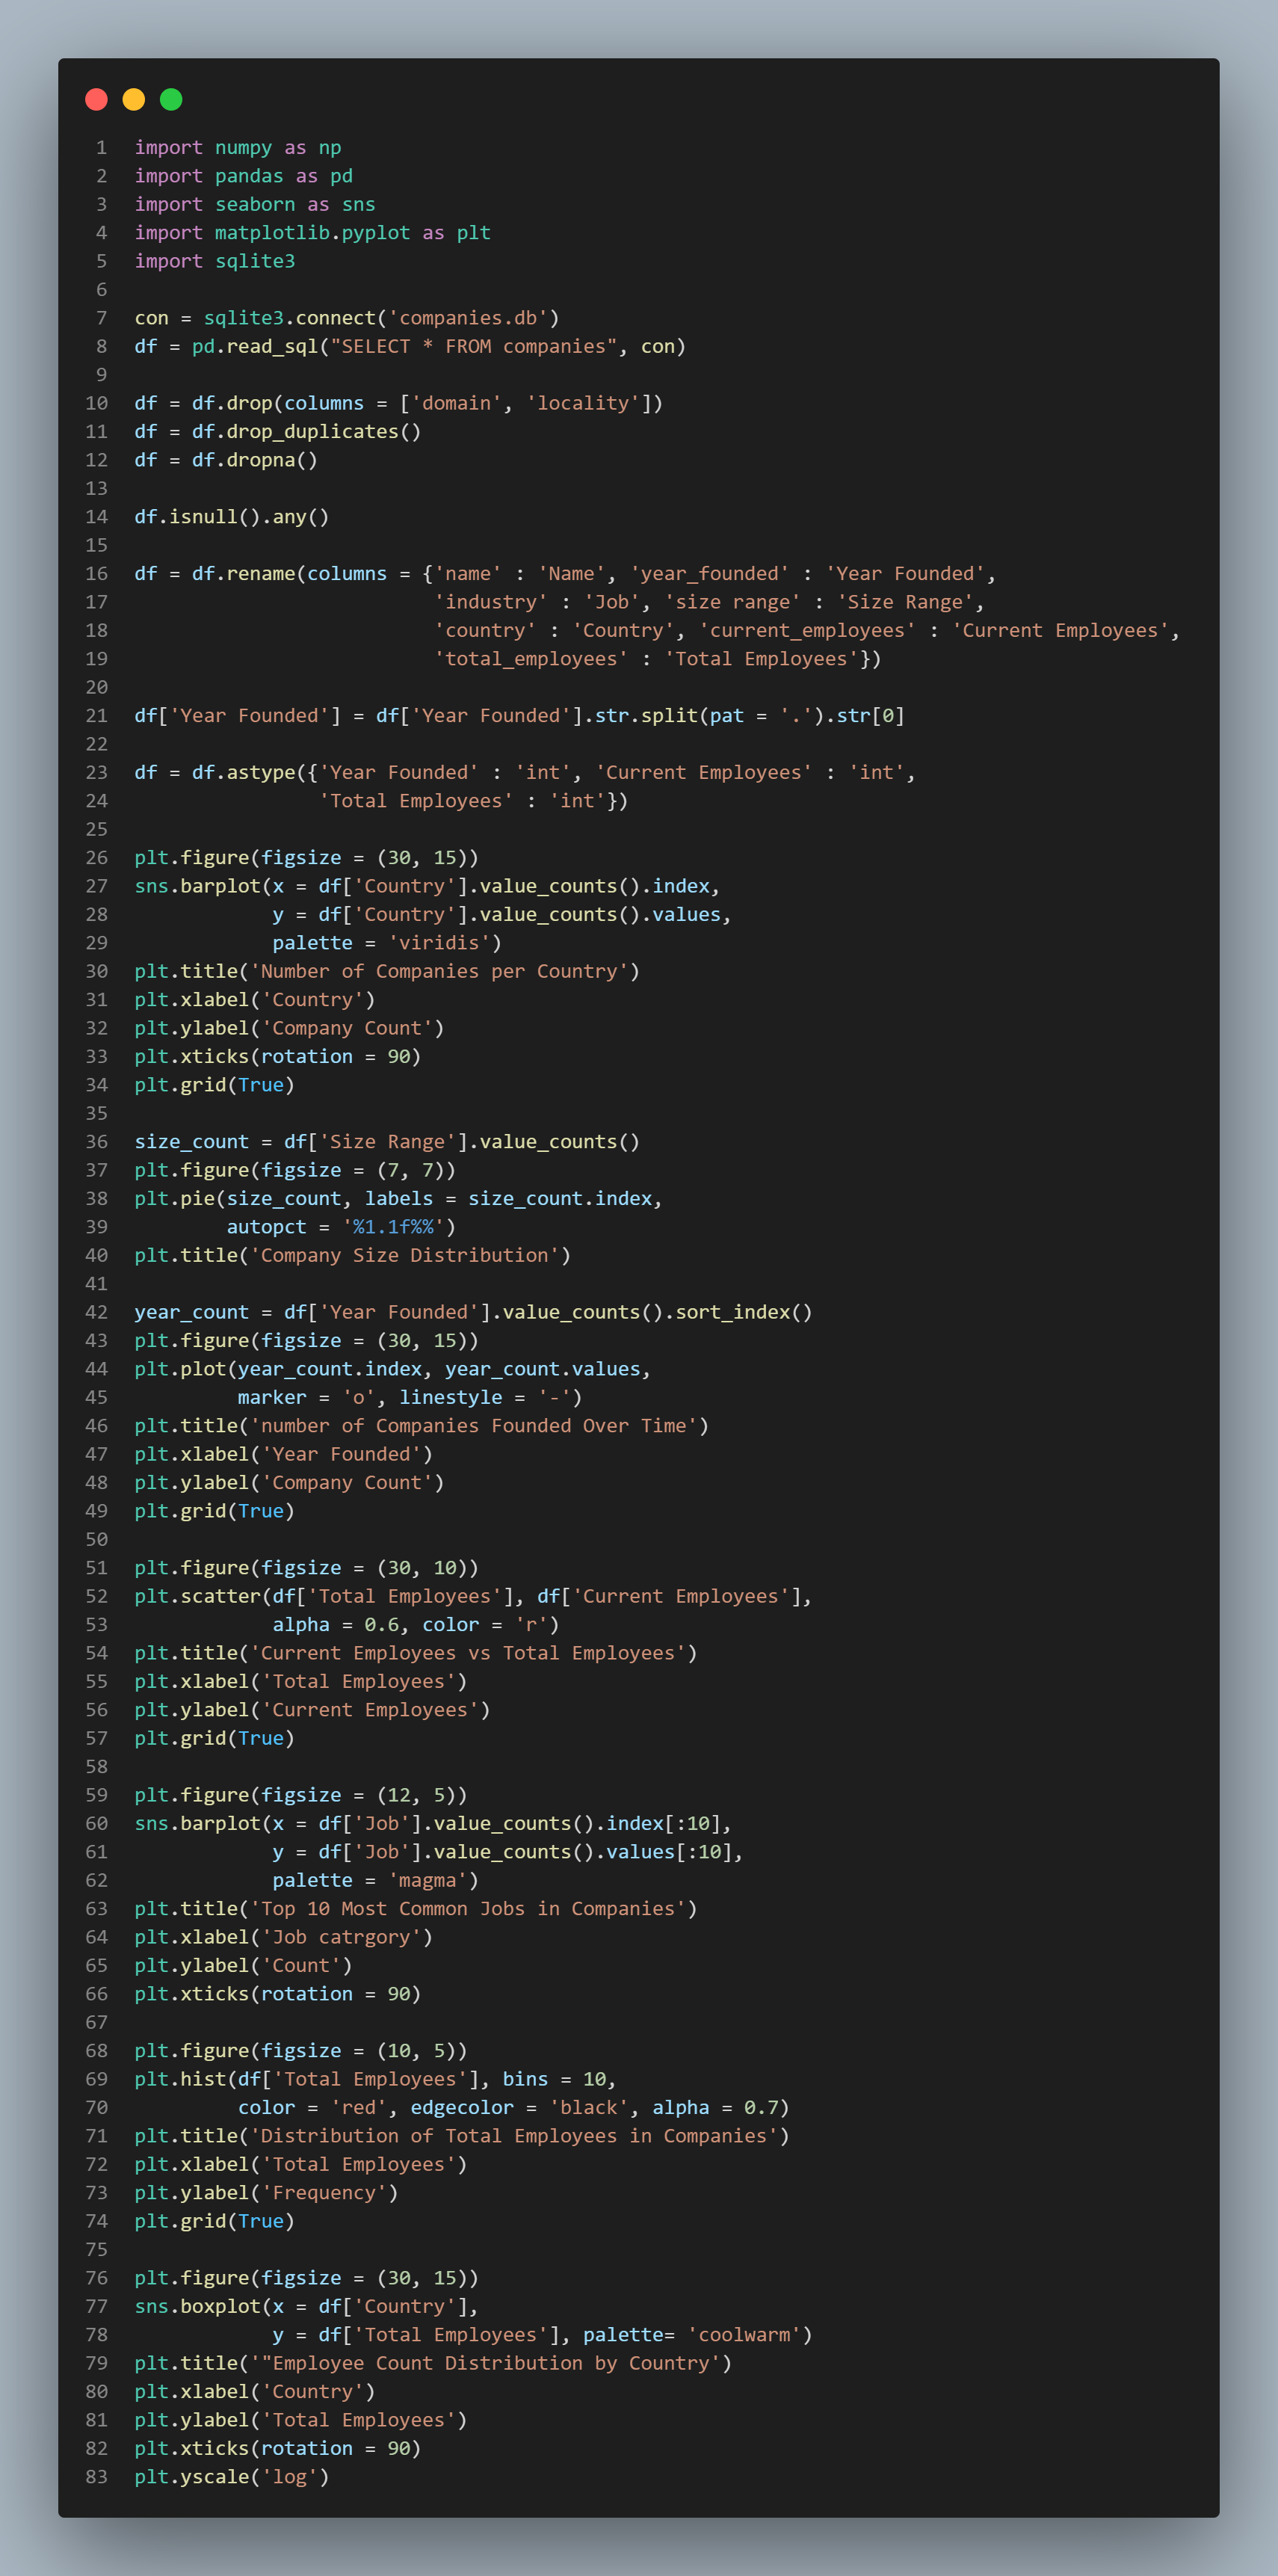 1 import numpy as np
2 import pandas as pd
3 import seaborn as sns
4 import matplotlib.pyplot as plt
5 import sqlite3
6
7 con = sqlite3.connect('companies.db')
8 df = pd.read_sql("SELECT * FROM companies", con)
9
10 df = df.drop(columns = ['domain', 'locality'])
11 df = df.drop_duplicates()
12 df = df.dropna()
13
14 df.isnull().any()
15
16 df = df.rename(columns = {'name' : 'Name', 'year_founded' : 'Year Founded',
17                           'industry' : 'Job', 'size range' : 'Size Range',
18                           'country' : 'Country', 'current_employees' : 'Current Employees',
19                           'total_employees' : 'Total Employees'})
20
21 df['Year Founded'] = df['Year Founded'].str.split(pat = '.').str[0]
22
23 df = df.astype({'Year Founded' : 'int', 'Current Employees' : 'int',
24                 'Total Employees' : 'int'})
25
26 plt.figure(figsize = (30, 15))
27 sns.barplot(x = df['Country'].value_counts().index,
28             y = df['Country'].value_counts().values,
29             palette = 'viridis')
30 plt.title('Number of Companies per Country')
31 plt.xlabel('Country')
32 plt.ylabel('Company Count')
33 plt.xticks(rotation = 90)
34 plt.grid(True)
35
36 size_count = df['Size Range'].value_counts()
37 plt.figure(figsize = (7, 7))
38 plt.pie(size_count, labels = size_count.index,
39         autopct = '%1.1f%%')
40 plt.title('Company Size Distribution')
41
42 year_count = df['Year Founded'].value_counts().sort_index()
43 plt.figure(figsize = (30, 15))
44 plt.plot(year_count.index, year_count.values,
45          marker = 'o', linestyle = '-')
46 plt.title('number of Companies Founded Over Time')
47 plt.xlabel('Year Founded')
48 plt.ylabel('Company Count')
49 plt.grid(True)
50
51 plt.figure(figsize = (30, 10))
52 plt.scatter(df['Total Employees'], df['Current Employees'],
53             alpha = 0.6, color = 'r')
54 plt.title('Current Employees vs Total Employees')
55 plt.xlabel('Total Employees')
56 plt.ylabel('Current Employees')
57 plt.grid(True)
58
59 plt.figure(figsize = (12, 5))
60 sns.barplot(x = df['Job'].value_counts().index[:10],
61             y = df['Job'].value_counts().values[:10],
62             palette = 'magma')
63 plt.title('Top 10 Most Common Jobs in Companies')
64 plt.xlabel('Job catrgory')
65 plt.ylabel('Count')
66 plt.xticks(rotation = 90)
67
68 plt.figure(figsize = (10, 5))
69 plt.hist(df['Total Employees'], bins = 10,
70          color = 'red', edgecolor = 'black', alpha = 0.7)
71 plt.title('Distribution of Total Employees in Companies')
72 plt.xlabel('Total Employees')
73 plt.ylabel('Frequency')
74 plt.grid(True)
75
76 plt.figure(figsize = (30, 15))
77 sns.boxplot(x = df['Country'],
78             y = df['Total Employees'], palette= 'coolwarm')
79 plt.title('"Employee Count Distribution by Country')
80 plt.xlabel('Country')
81 plt.ylabel('Total Employees')
82 plt.xticks(rotation = 90)
83 plt.yscale('log')